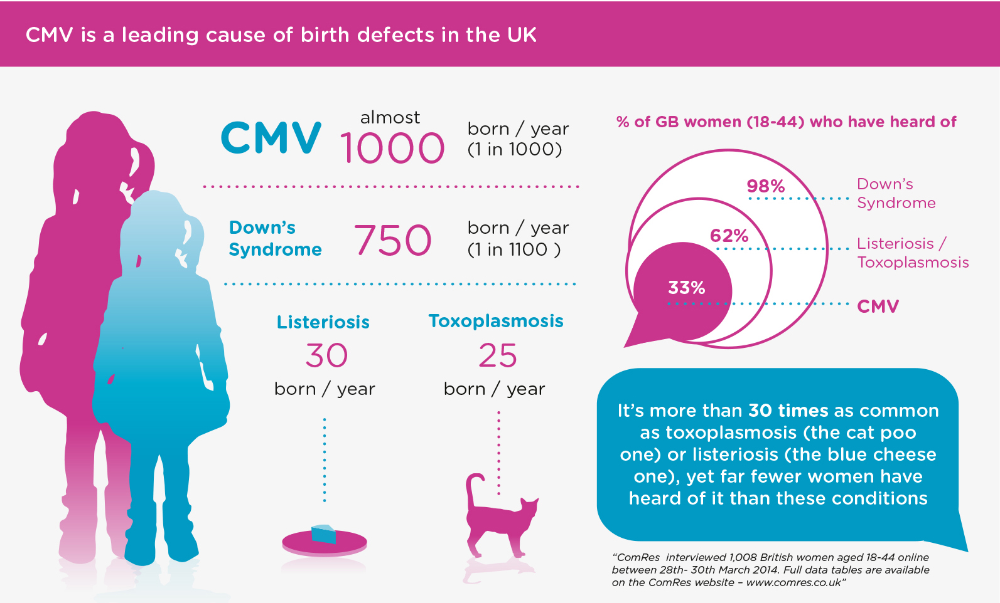 CMV is a leading cause of birth defects in the UK
CMV
almost
1000
born / year
(1 in 1000)
Down’s
Syndrome
750
born / year
(1 in 1100 )
Listeriosis
30
born / year
Toxoplasmosis
25
born / year
% of GB women (18-44) who have heard of
98%
Down’s
Syndrome
62%
Listeriosis /
Toxoplasmosis
33%
CMV
It’s more than 30 times as common
as toxoplasmosis (the cat poo
one) or listeriosis (the blue cheese
one), yet far fewer women have
heard of it than these conditions
“ComRes  interviewed 1,008 British women aged 18-44 online
between 28th- 30th March 2014. Full data tables are available
on the ComRes website – www.comres.co.uk”